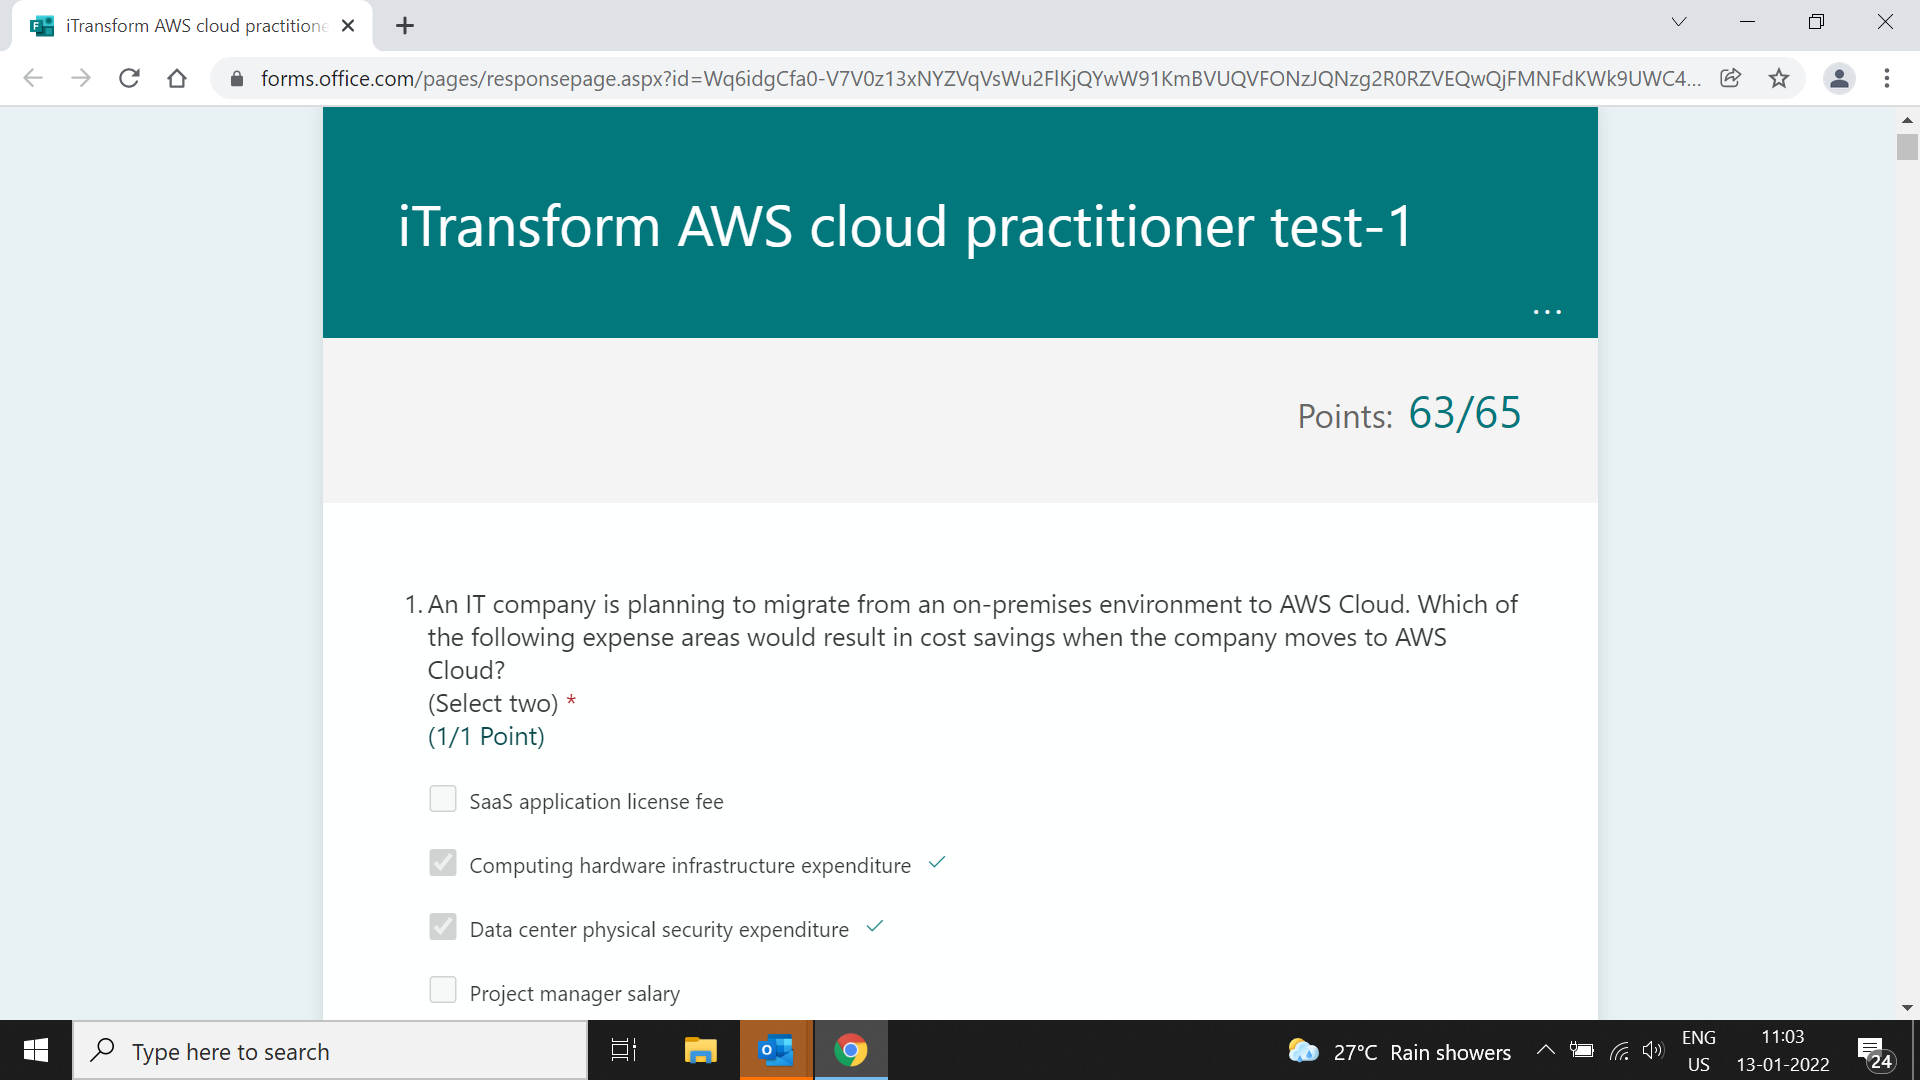 iTransform AWS cloud practitione
forms.office.com/pages/responsepage.aspx?id=Wq6idgCfa0-V7V0z13xNYZVqVsWu2FlKjQYwW91KmBVUQVFONzJQNzg2R0RZVEQwQjFMNFdKWk9UWC4...
iTransform AWS cloud practitioner test-1
...
Points: 63/65
1. An IT company is planning to migrate from an on-premises environment to AWS Cloud. Which of
the following expense areas would result in cost savings when the company moves to AWS
Cloud?
(Select two) *
(1/1 Point)
SaaS application license fee
Computing hardware infrastructure expenditure
Data center physical security expenditure
Project manager salary
Type here to search
27°C Rain showers
ENG
US
11:03
13-01-2022
24